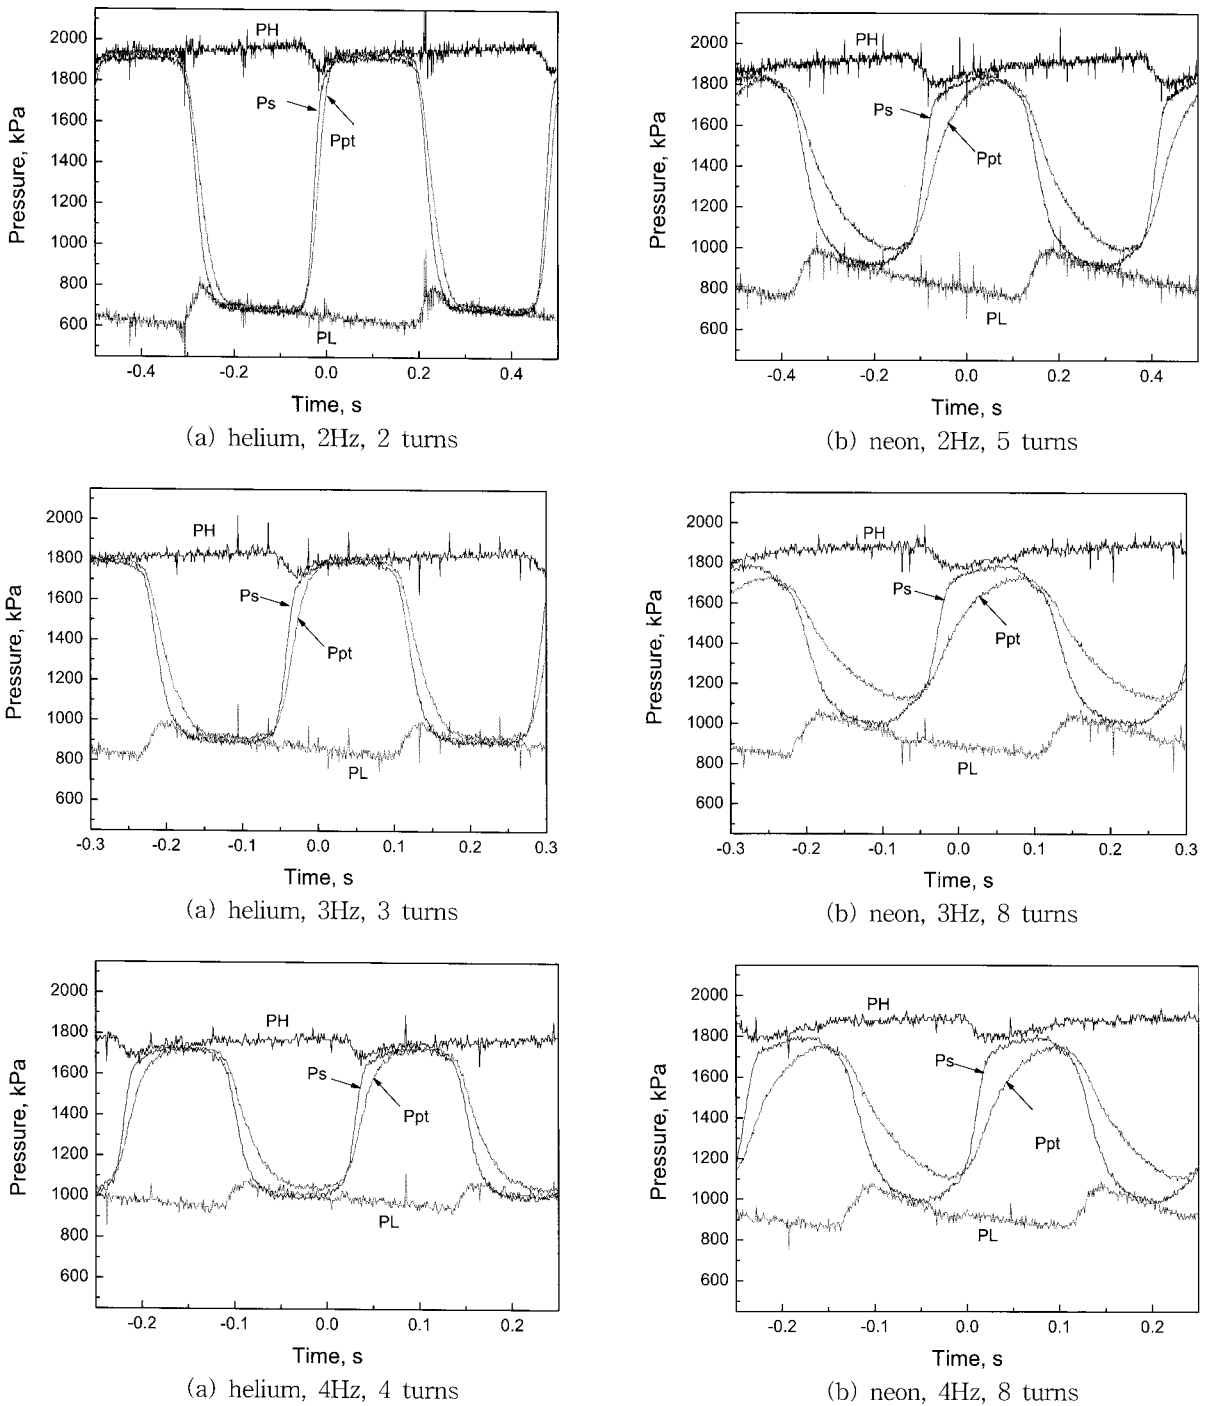 2000
1800
1600
1400
1200
1000
800
600
Pressure, kPa
PH
Ps
Ppt
PL
-0.4
-0.2
0.0
0.2
0.4
Time, s
(a) helium, 2Hz, 2 turns
2000
1800
1600
1400
1200
1000
800
600
Pressure, kPa
PH
Ps
Ppt
PL
-0.4
-0.2
0.0
0.2
0.4
Time, s
(b) neon, 2Hz, 5 turns
2000
1800
1600
1400
1200
1000
800
600
Pressure, kPa
PH
Ps
Ppt
PL
-0.3
-0.2
-0.1
0.0
0.1
0.2
0.3
Time, s
(a) helium, 3Hz, 3 turns
2000
1800
1600
1400
1200
1000
800
600
Pressure, kPa
PH
Ps
Ppt
PL
-0.3
-0.2
-0.1
0.0
0.1
0.2
0.3
Time, s
(b) neon, 3Hz, 8 turns
2000
1800
1600
1400
1200
1000
800
600
Pressure, kPa
PH
Ps
Ppt
PL
-0.2
-0.1
0.0
0.1
0.2
Time, s
(a) helium, 4Hz, 4 turns
2000
1800
1600
1400
1200
1000
800
600
Pressure, kPa
PH
Ps
Ppt
PL
-0.2
-0.1
0.0
0.1
0.2
Time, s
(b) neon, 4Hz, 8 turns